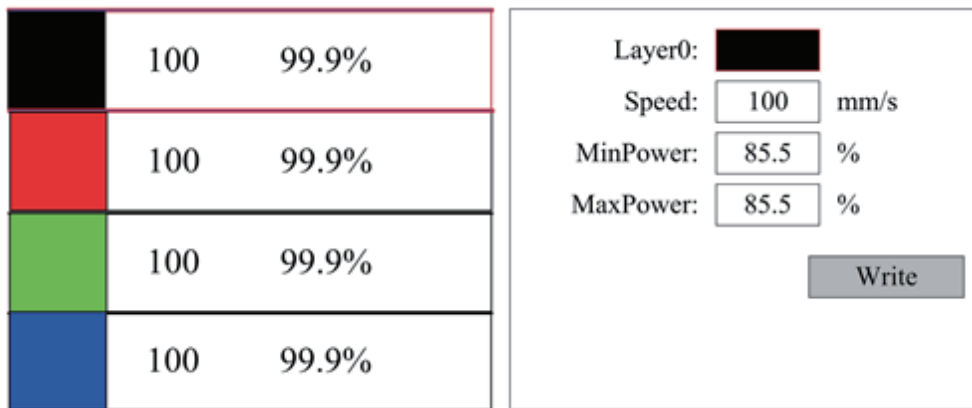 100 99.9%
100 99.9%
100 99.9%
100 99.9%
Layer0:
Speed: 100 mm/s
MinPower: 85.5 %
MaxPower: 85.5 %
Write